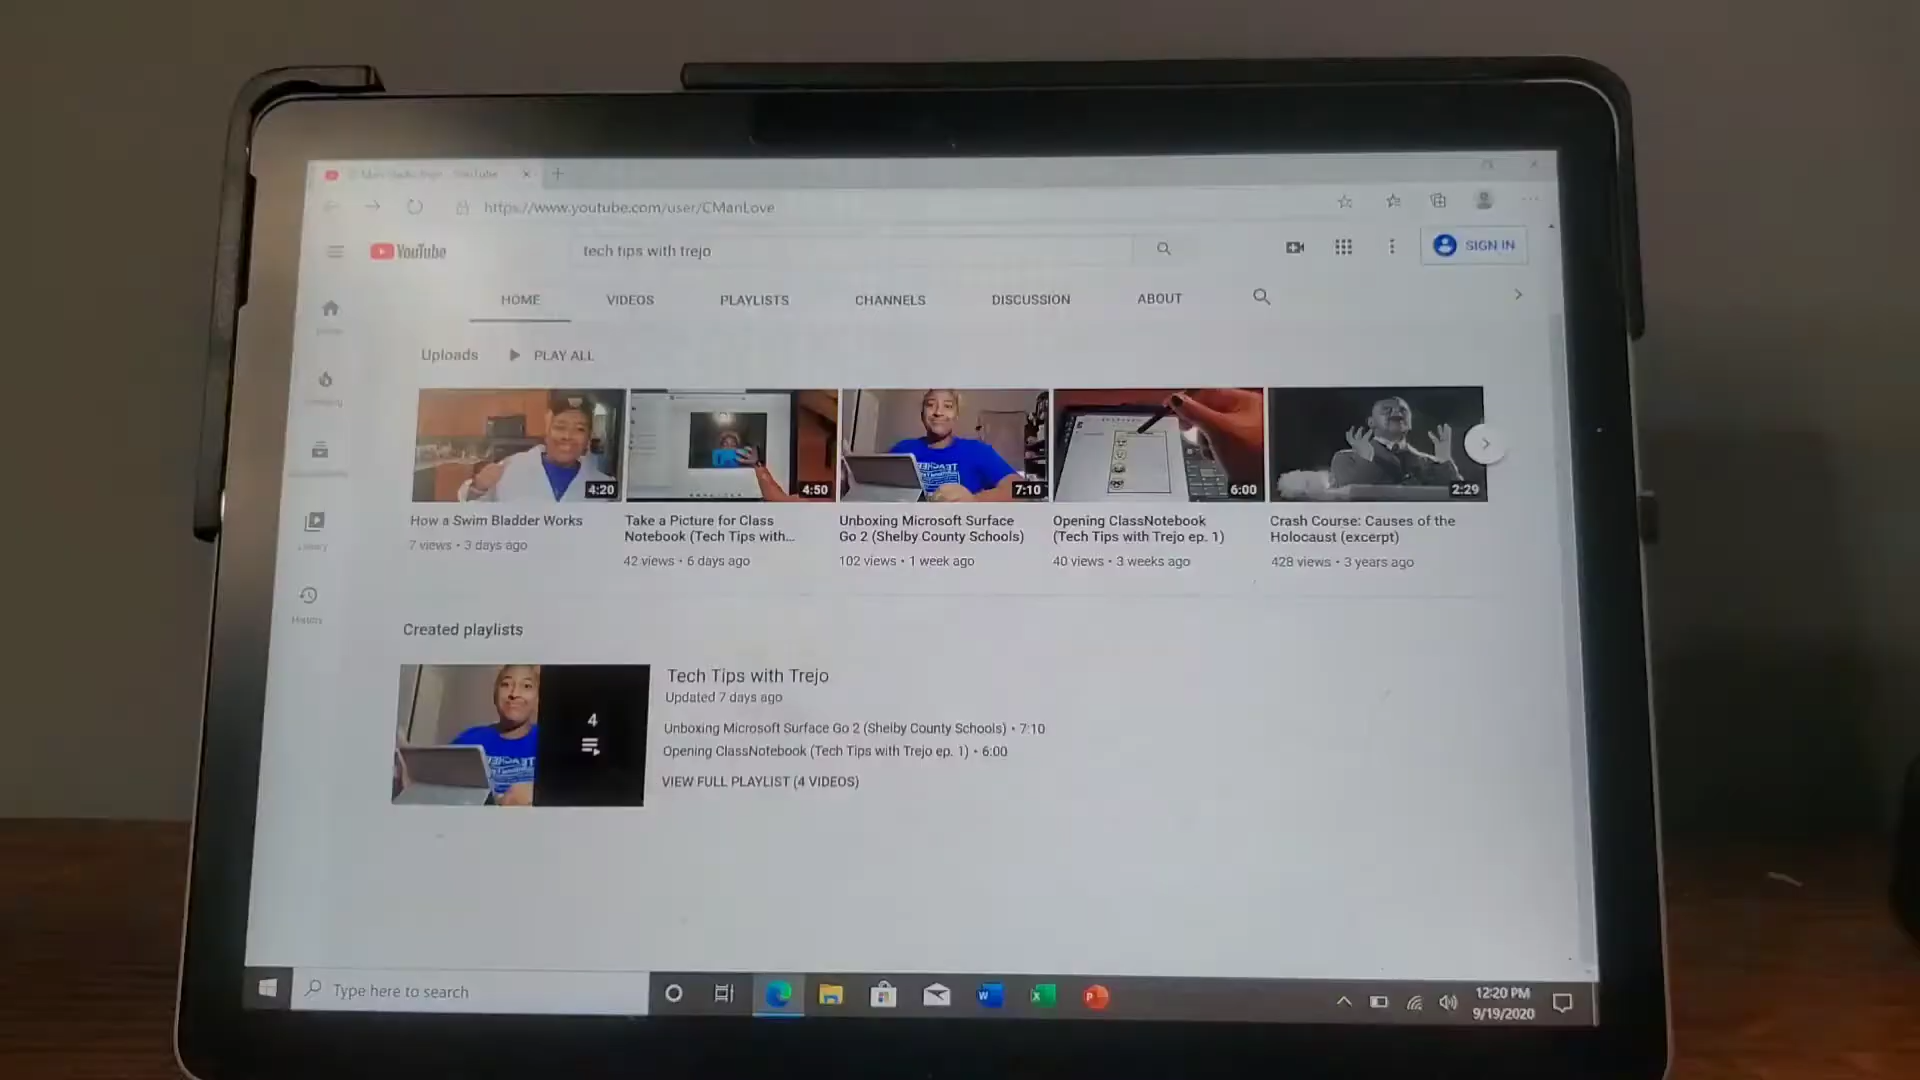 YouTube
https://www.youtube.com/user/CManLove
YouTube
tech tips with trejo
SIGN IN
HOME VIDEOS PLAYLISTS CHANNELS DISCUSSION ABOUT
Uploads PLAY ALL
4:20
4:50
7:10
6:00
2:29
How a Swim Bladder Works
7 views • 3 days ago
Take a Picture for Class
Notebook (Tech Tips with...
42 views • 6 days ago
Unboxing Microsoft Surface
Go 2 (Shelby County Schools)
102 views • 1 week ago
Opening ClassNotebook
(Tech Tips with Trejo ep. 1)
40 views • 3 weeks ago
Crash Course: Causes of the
Holocaust (excerpt)
428 views • 3 years ago
Library
History
Created playlists
4
Tech Tips with Trejo
Updated 7 days ago
Unboxing Microsoft Surface Go 2 (Shelby County Schools) • 7:10
Opening ClassNotebook (Tech Tips with Trejo ep. 1) • 6:00
VIEW FULL PLAYLIST (4 VIDEOS)
Type here to search
12:20 PM
9/19/2020